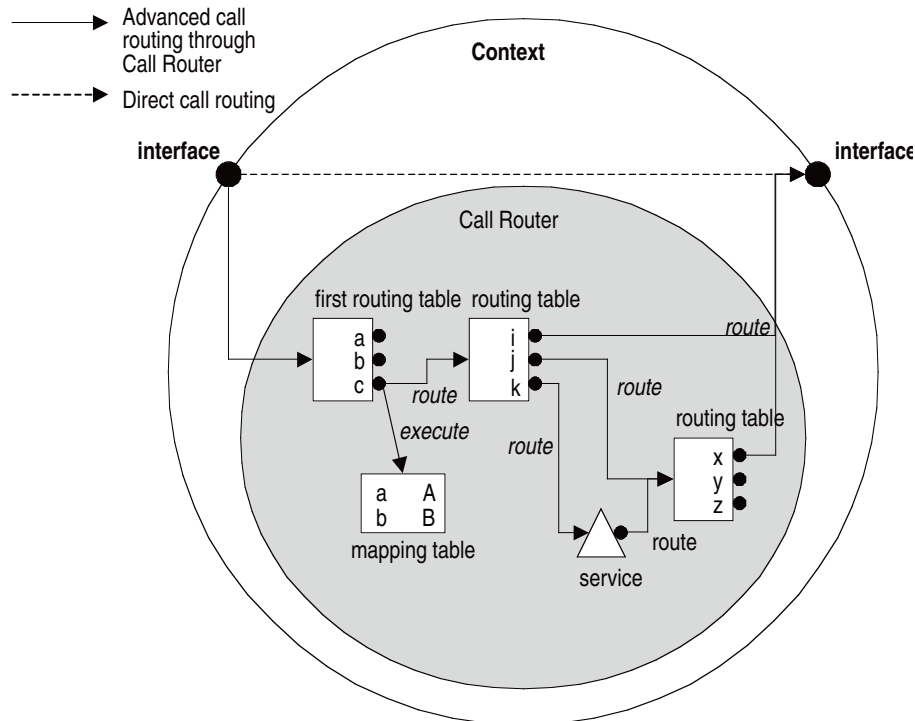 Advanced call
routing through
Call Router
Direct call routing
Context
interface
interface
Call Router
first routing table
routing table
a
b
c
i
j
k
route
route
route
execute
route
routing table
x
y
z
a A
b B
mapping table
route
service